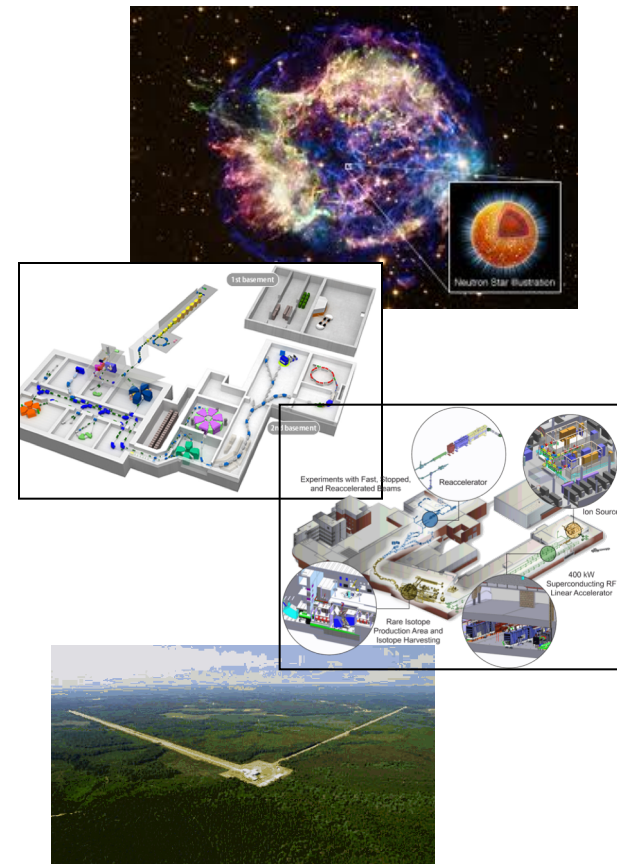 Neutron Star Illustration
1st basement
2nd basement
Experiments with Fast, Stopped,
and Reaccelerated Beams
Reaccelerator
Ion Source
400 kW
Superconducting RF
Linear Accelerator
Rare Isotope
Production Area and
Isotope Harvesting